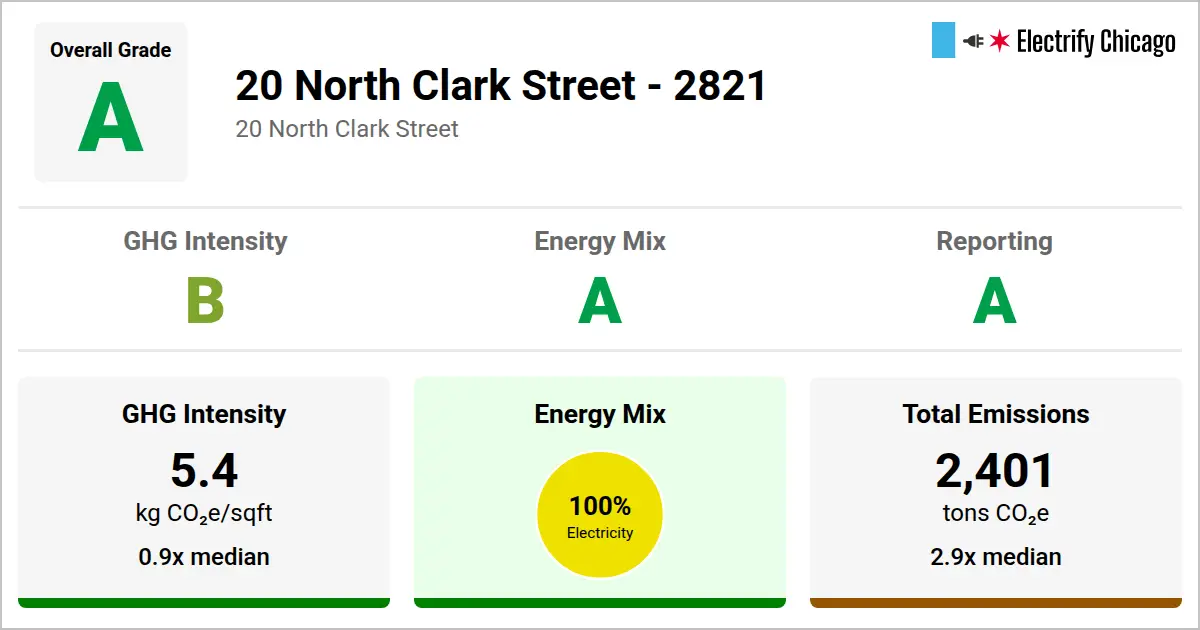 Overall Grade
A
Electrify Chicago
20 North Clark Street - 2821
20 North Clark Street
GHG Intensity
B
Energy Mix
A
Reporting
A
GHG Intensity
5.4
kg CO₂e/sqft
0.9x median
Energy Mix
100%
Electricity
Total Emissions
2,401
tons CO₂e
2.9x median